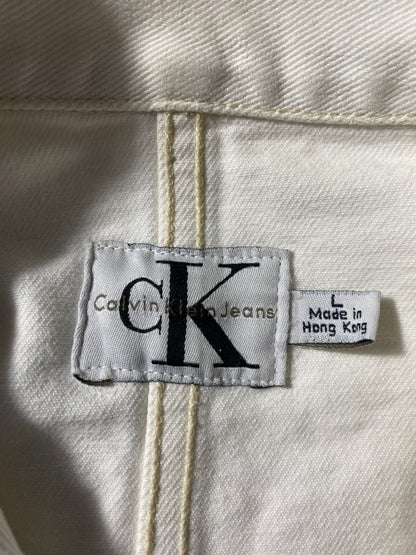 CK
Calvin Klein Jeans
L
Made in
Hong Kong